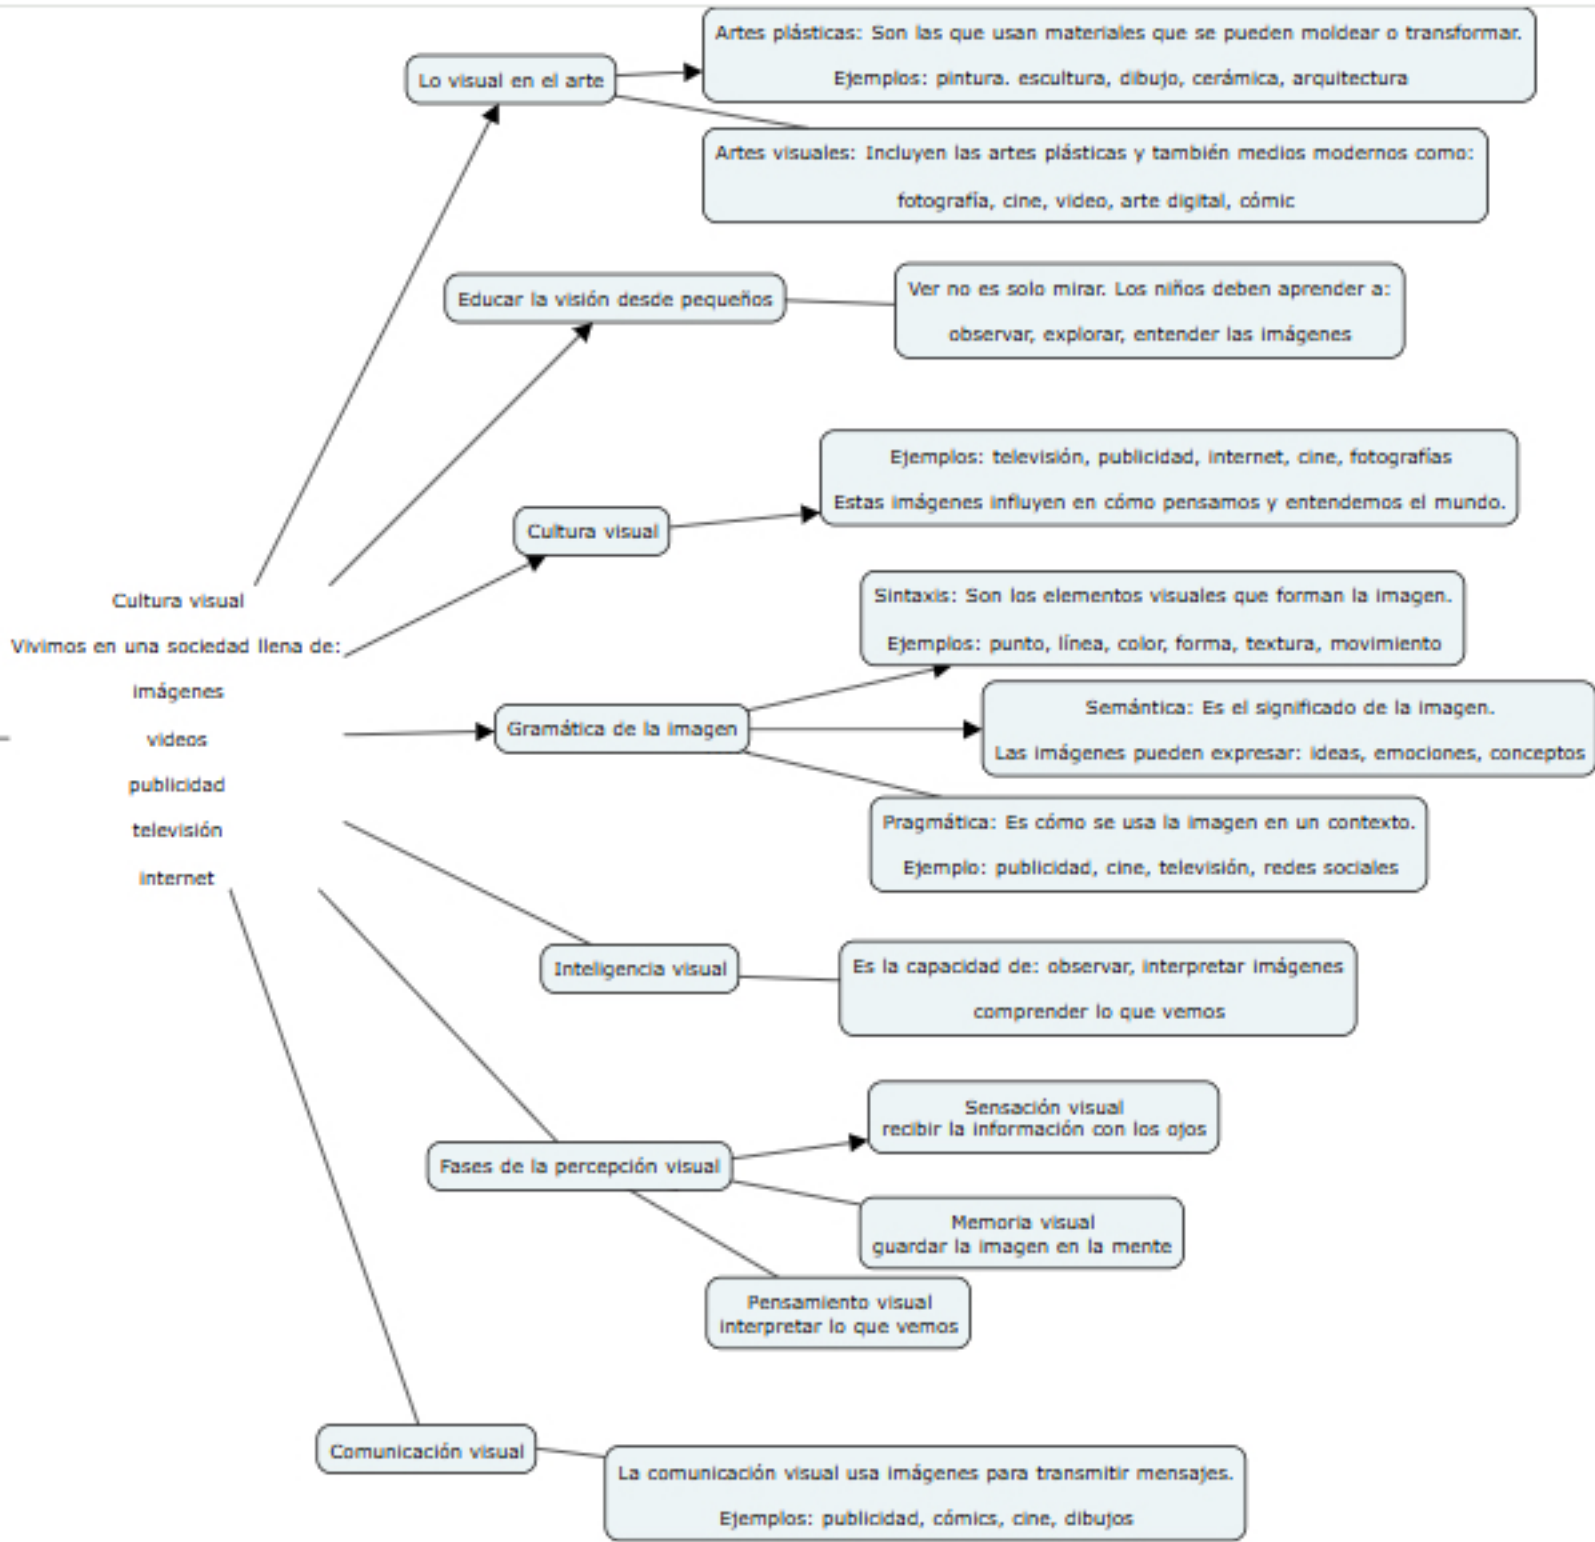 Lo visual en el arte
Artes plásticas: Son las que usan materiales que se pueden moldear o transformar.
Ejemplos: pintura. escultura, dibujo, cerámica, arquitectura
Artes visuales: Incluyen las artes plásticas y también medios modernos como:
fotografía, cine, video, arte digital, cómic
Educar la visión desde pequeños
Ver no es solo mirar. Los niños deben aprender a:
observar, explorar, entender las imágenes
Cultura visual
Ejemplos: televisión, publicidad, internet, cine, fotografías
Estas imágenes influyen en cómo pensamos y entendemos el mundo.
Cultura visual
Vivimos en una sociedad llena de:
imágenes
videos
publicidad
televisión
internet
Gramática de la imagen
Sintaxis: Son los elementos visuales que forman la imagen.
Ejemplos: punto, línea, color, forma, textura, movimiento
Semántica: Es el significado de la imagen.
Las imágenes pueden expresar: ideas, emociones, conceptos
Pragmática: Es cómo se usa la imagen en un contexto.
Ejemplo: publicidad, cine, televisión, redes sociales
Inteligencia visual
Es la capacidad de: observar, interpretar imágenes
comprender lo que vemos
Fases de la percepción visual
Sensación visual
recibir la información con los ojos
Memoria visual
guardar la imagen en la mente
Pensamiento visual
interpretar lo que vemos
Comunicación visual
La comunicación visual usa imágenes para transmitir mensajes.
Ejemplos: publicidad, cómics, cine, dibujos